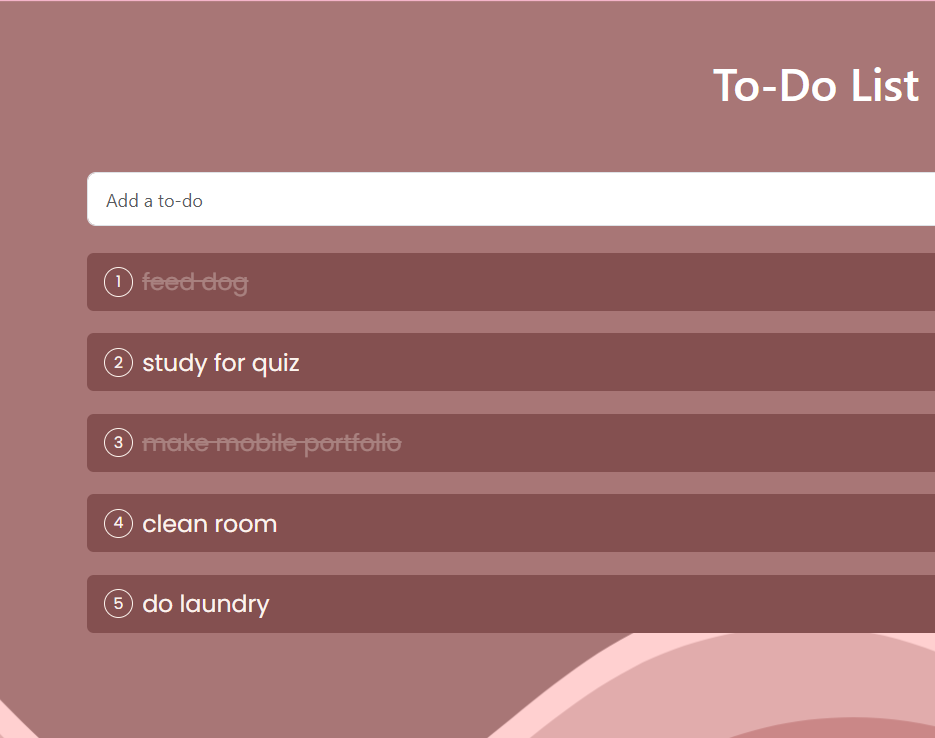 To-Do List
Add a to-do
1 feed dog
2 study for quiz
3 make mobile portfolio
4 clean room
5 do laundry